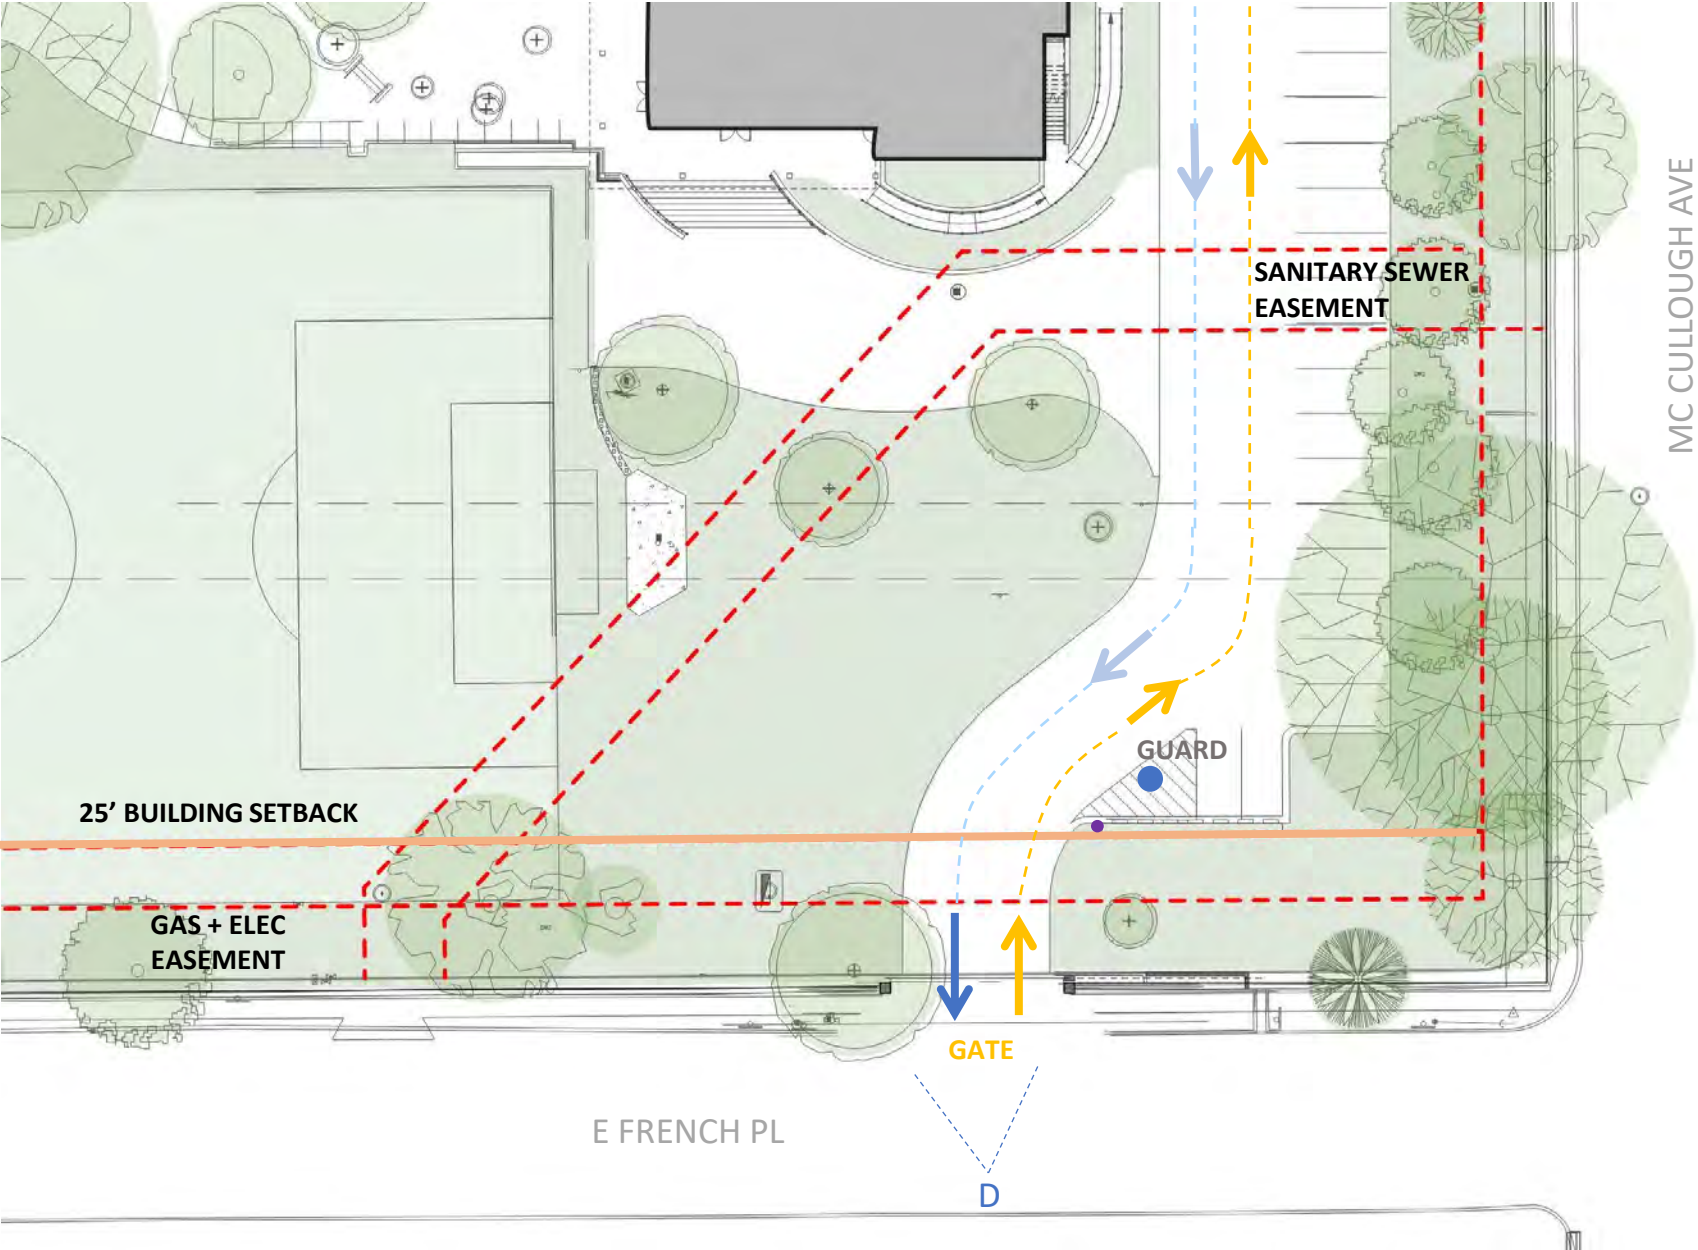 MC CULLOUGH AVE
SANITARY SEWER
EASEMENT
GUARD
25’ BUILDING SETBACK
GAS + ELEC
EASEMENT
GATE
E FRENCH PL
D